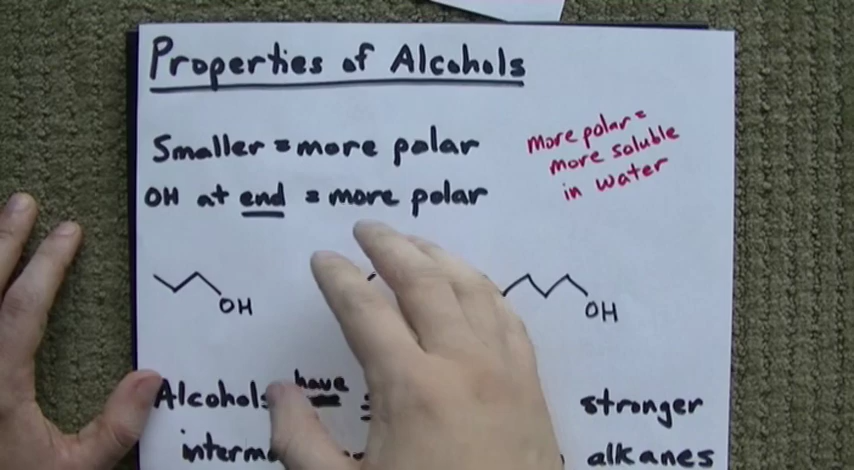 Properties of Alcohols
Smaller = more polar
OH at end = more polar
more polar =
more soluble
in water
OH
OH
Alcohols have stronger
alkanes